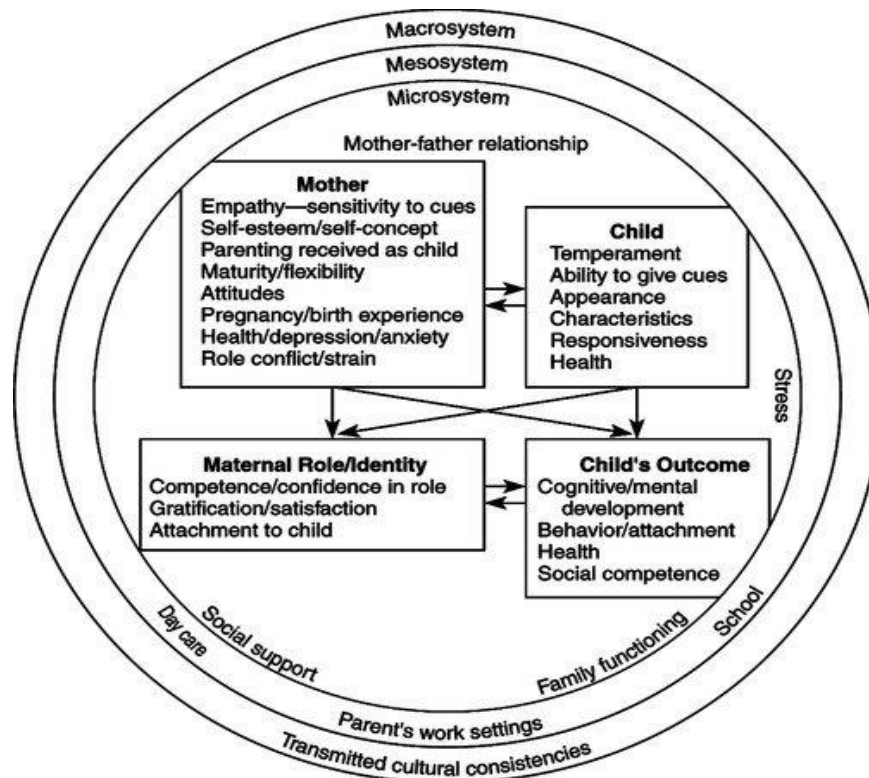 Macrosystem
Mesosystem
Microsystem
Mother-father relationship
Mother
Empathy—sensitivity to cues
Self-esteem/self-concept
Parenting received as child
Maturity/flexibility
Attitudes
Pregnancy/birth experience
Health/depression/anxiety
Role conflict/strain
Child
Temperament
Ability to give cues
Appearance
Characteristics
Responsiveness
Health
Stress
Maternal Role/Identity
Competence/confidence in role
Gratification/satisfaction
Attachment to child
Child's Outcome
Cognitive/mental
development
Behavior/attachment
Health
Social competence
Day care
Social support
Family functioning
School
Parent's work settings
Transmitted cultural consistencies